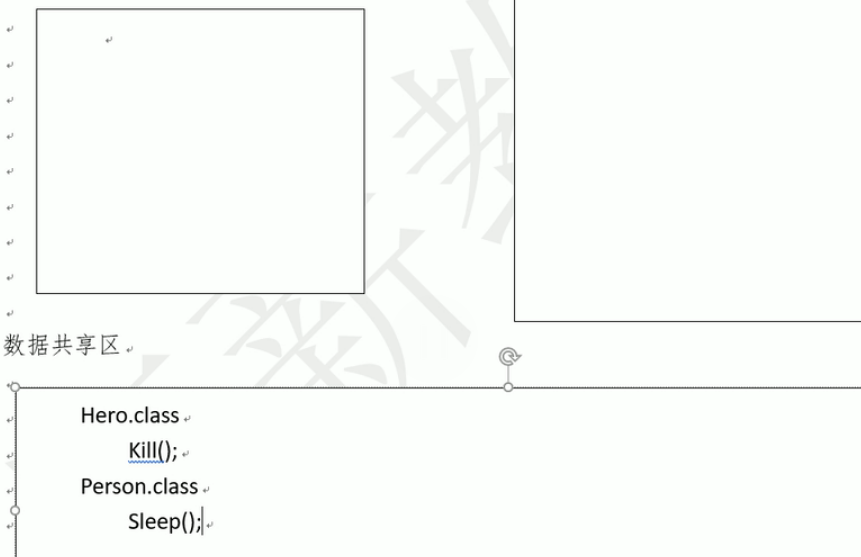 数据共享区
Hero.class
Kill();
Person.class
Sleep();